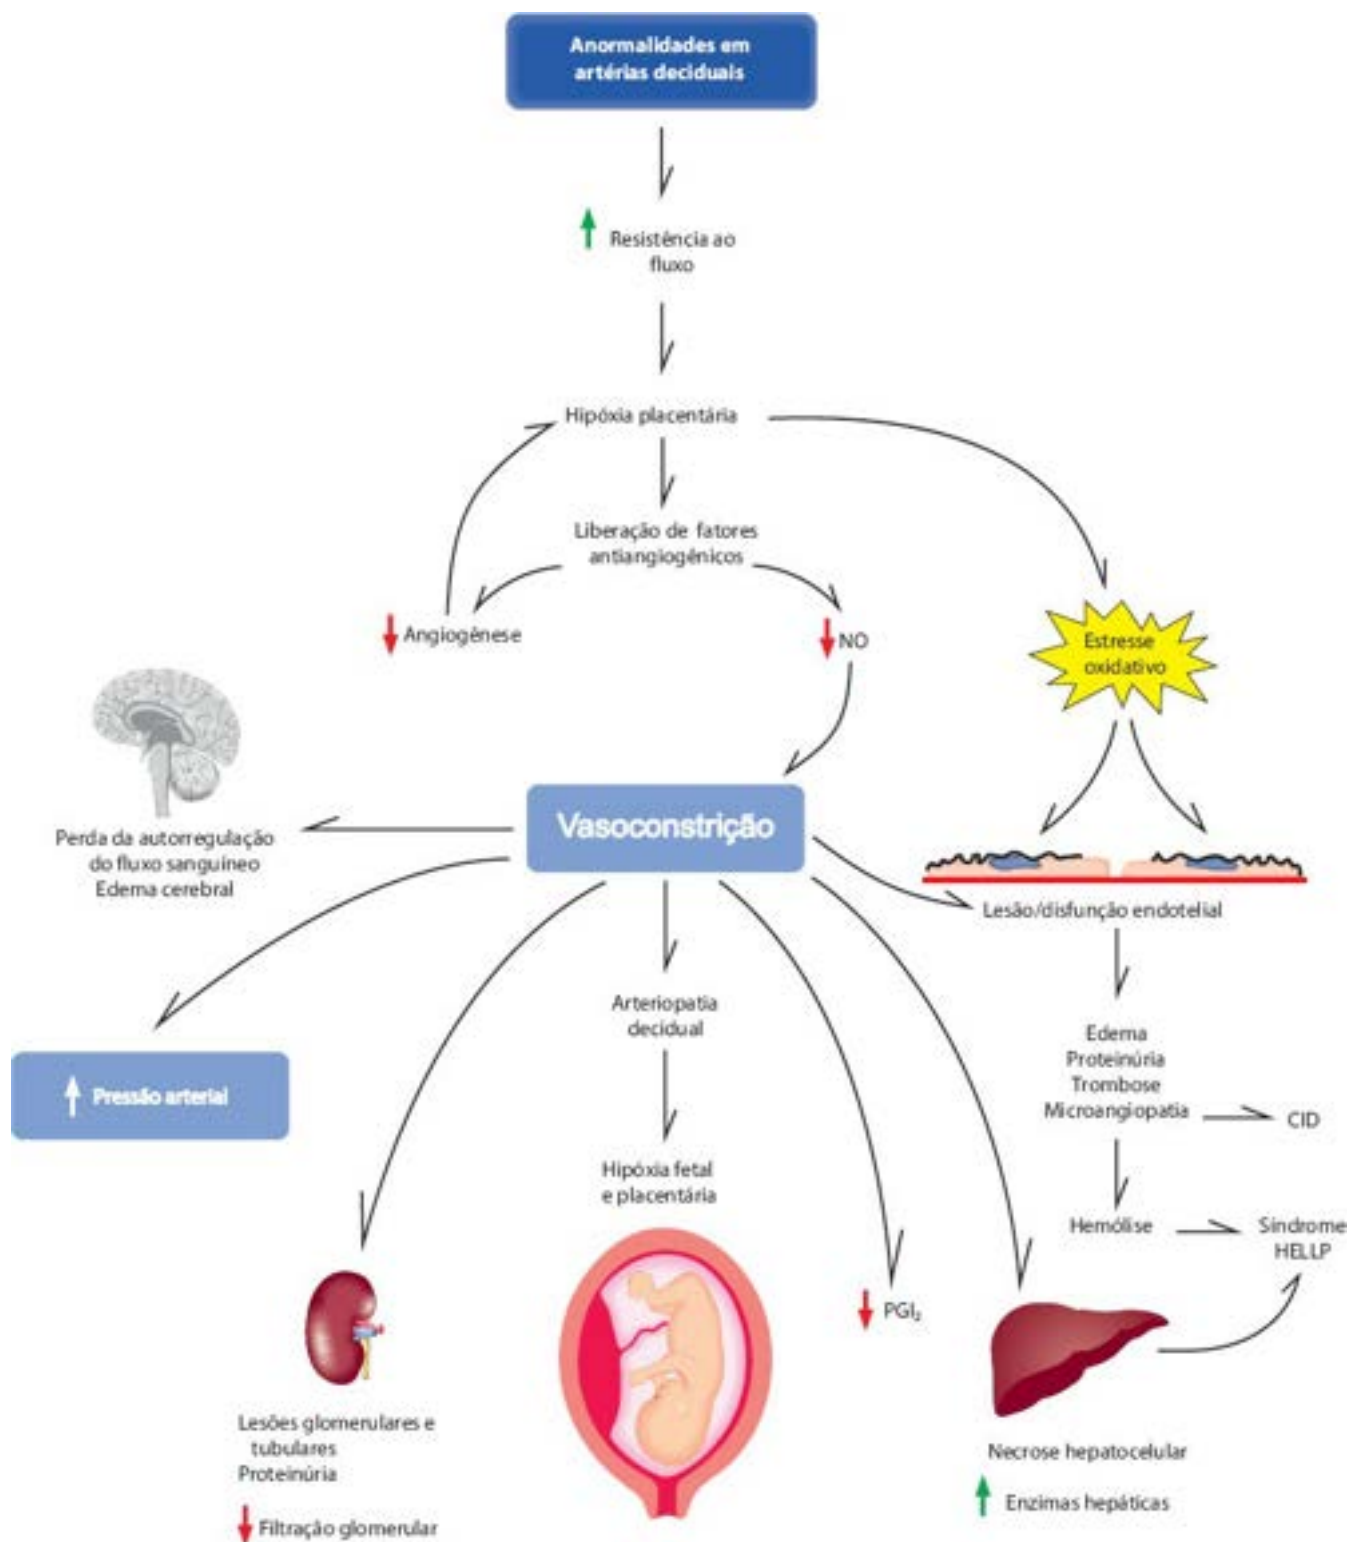 Anormalidades em
artérias deciduais
Resistência ao
fluxo
Hipóxia placentária
Liberação de fatores
antiangiogênicos
Angiogênese
NO
Estresse
oxidativo
Perda da autorregulação
do fluxo sanguíneo
Edema cerebral
Vasoconstrição
Lesão/disfunção endotelial
Arteriopatia
decidual
Edema
Proteinúria
Trombose
Microangiopatia
CID
Pressão arterial
Hipóxia fetal
e placentária
Hemólise
Síndrome
HELLP
PGI₂
Lesões glomerulares e
tubulares
Proteinúria
Filtração glomerular
Necrose hepatocelular
Enzimas hepáticas